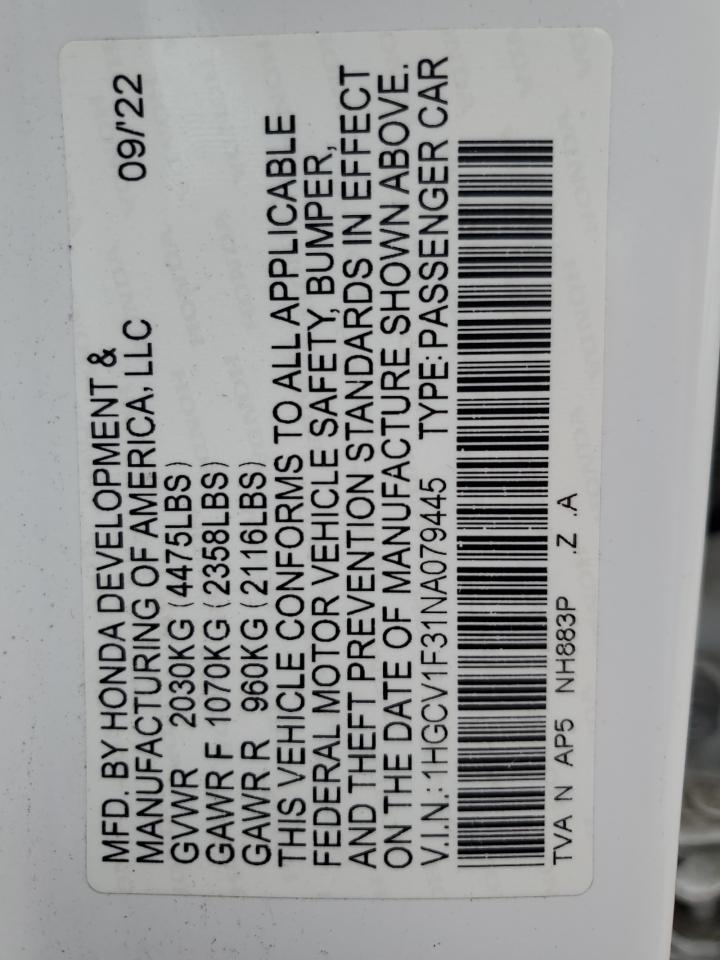 MFD. BY HONDA DEVELOPMENT & 09/'22
MANUFACTURING OF AMERICA, LLC
GVWR 2030KG (4475LBS)
GAWR F 1070KG (2358LBS)
GAWR R 960KG (2116LBS)
THIS VEHICLE CONFORMS TO ALL APPLICABLE
FEDERAL MOTOR VEHICLE SAFETY, BUMPER,
AND THEFT PREVENTION STANDARDS IN EFFECT
ON THE DATE OF MANUFACTURE SHOWN ABOVE.
V.I.N.: 1HGCV1F31NA079445 TYPE: PASSENGER CAR
TVA N AP5 NH883P .Z .A